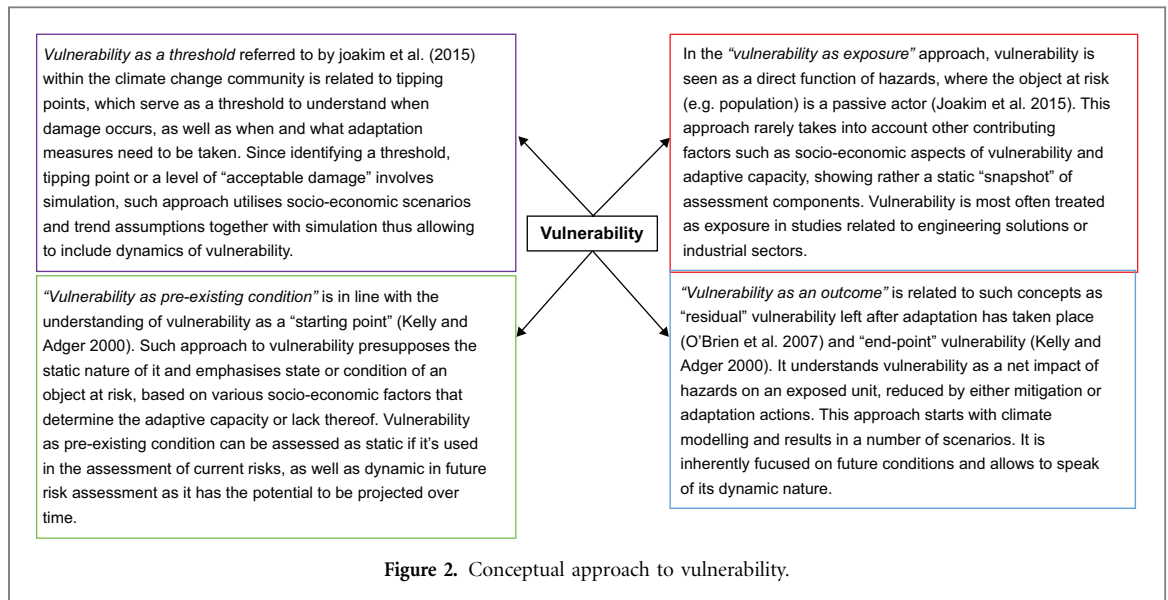 Vulnerability as a threshold referred to by joakim et al. (2015)
within the climate change community is related to tipping
points, which serve as a threshold to understand when
damage occurs, as well as when and what adaptation
measures need to be taken. Since identifying a threshold,
tipping point or a level of “acceptable damage” involves
simulation, such approach utilises socio-economic scenarios
and trend assumptions together with simulation thus allowing
to include dynamics of vulnerability.
In the “vulnerability as exposure” approach, vulnerability is
seen as a direct function of hazards, where the object at risk
(e.g. population) is a passive actor (Joakim et al. 2015). This
approach rarely takes into account other contributing
factors such as socio-economic aspects of vulnerability and
adaptive capacity, showing rather a static “snapshot” of
assessment components. Vulnerability is most often treated
as exposure in studies related to engineering solutions or
industrial sectors.
Vulnerability
“Vulnerability as pre-existing condition” is in line with the
understanding of vulnerability as a “starting point” (Kelly and
Adger 2000). Such approach to vulnerability presupposes the
static nature of it and emphasises state or condition of an
object at risk, based on various socio-economic factors that
determine the adaptive capacity or lack thereof. Vulnerability
as pre-existing condition can be assessed as static if it’s used
in the assessment of current risks, as well as dynamic in future
risk assessment as it has the potential to be projected over
time.
“Vulnerability as an outcome” is related to such concepts as
“residual” vulnerability left after adaptation has taken place
(O’Brien et al. 2007) and “end-point” vulnerability (Kelly and
Adger 2000). It understands vulnerability as a net impact of
hazards on an exposed unit, reduced by either mitigation or
adaptation actions. This approach starts with climate
modelling and results in a number of scenarios. It is
inherently fucused on future conditions and allows to speak
of its dynamic nature.
Figure 2. Conceptual approach to vulnerability.